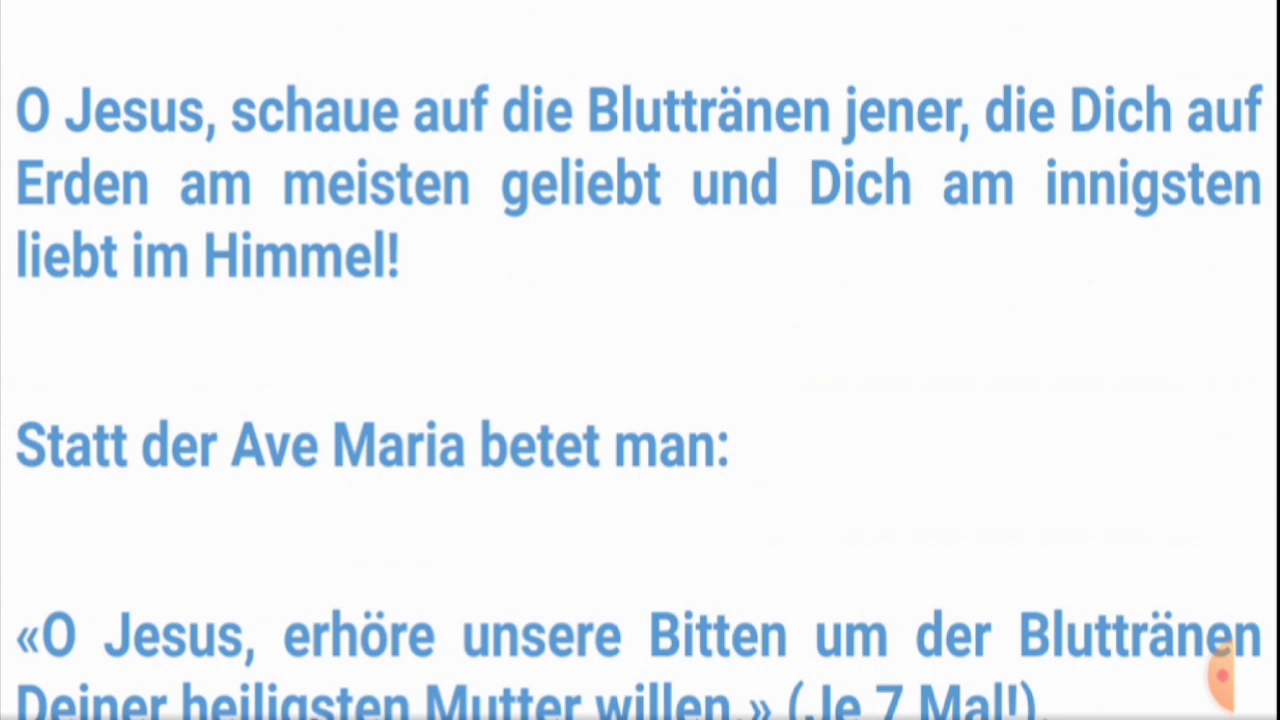 O Jesus, schaue auf die Bluttränen jener, die Dich auf
Erden am meisten geliebt und Dich am innigsten
liebt im Himmel!
Statt der Ave Maria betet man:
«O Jesus, erhöre unsere Bitten um der Bluttränen
Deiner heiligsten Mutter willen.» (Je 7 Mal!).